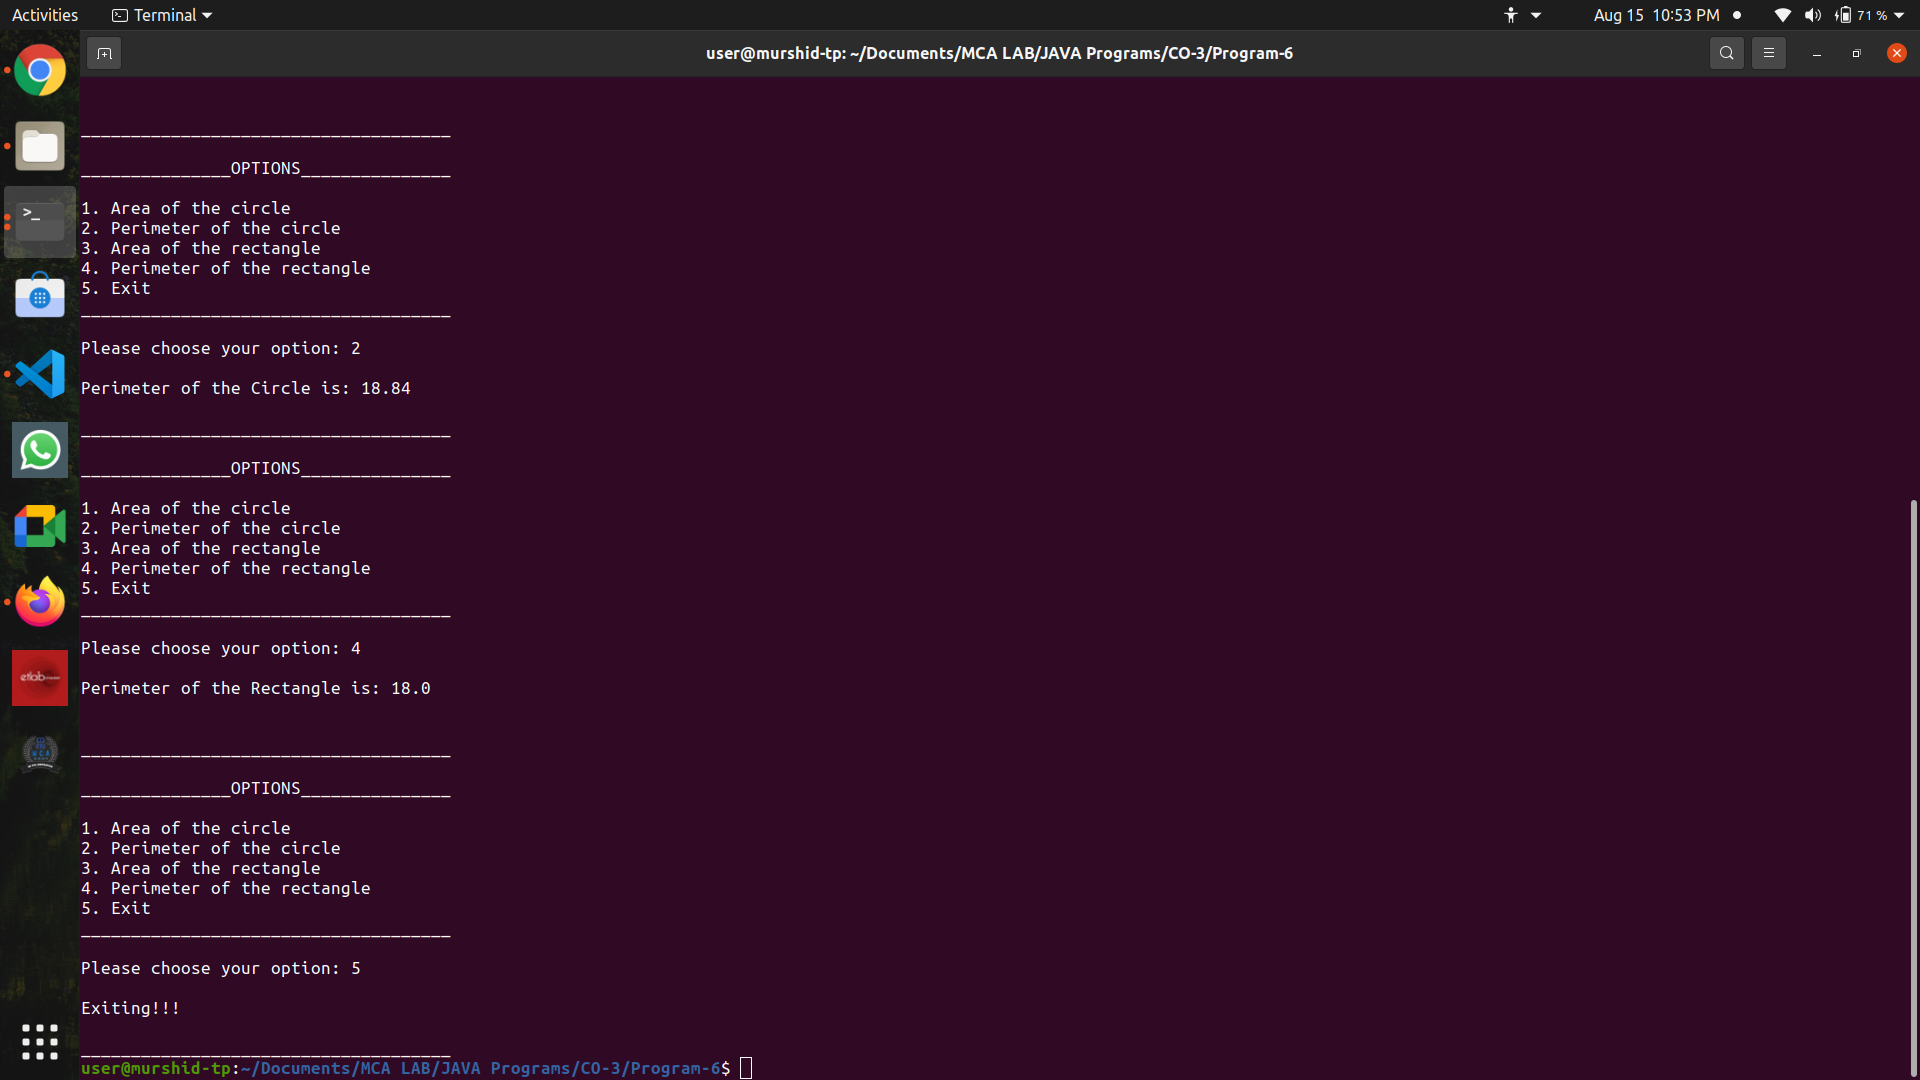 Activities
Terminal
Aug 15 10:53 PM
71 %
user@murshid-tp: ~/Documents/MCA LAB/JAVA Programs/CO-3/Program-6
_____________________________________
_______________OPTIONS_______________
1. Area of the circle
2. Perimeter of the circle
3. Area of the rectangle
4. Perimeter of the rectangle
5. Exit
_____________________________________
Please choose your option: 2
Perimeter of the Circle is: 18.84
_____________________________________
_______________OPTIONS_______________
1. Area of the circle
2. Perimeter of the circle
3. Area of the rectangle
4. Perimeter of the rectangle
5. Exit
_____________________________________
Please choose your option: 4
Perimeter of the Rectangle is: 18.0
_____________________________________
_______________OPTIONS_______________
1. Area of the circle
2. Perimeter of the circle
3. Area of the rectangle
4. Perimeter of the rectangle
5. Exit
_____________________________________
Please choose your option: 5
Exiting!!!
_____________________________________
user@murshid-tp:~/Documents/MCA LAB/JAVA Programs/CO-3/Program-6$
>_
etlab
MCA